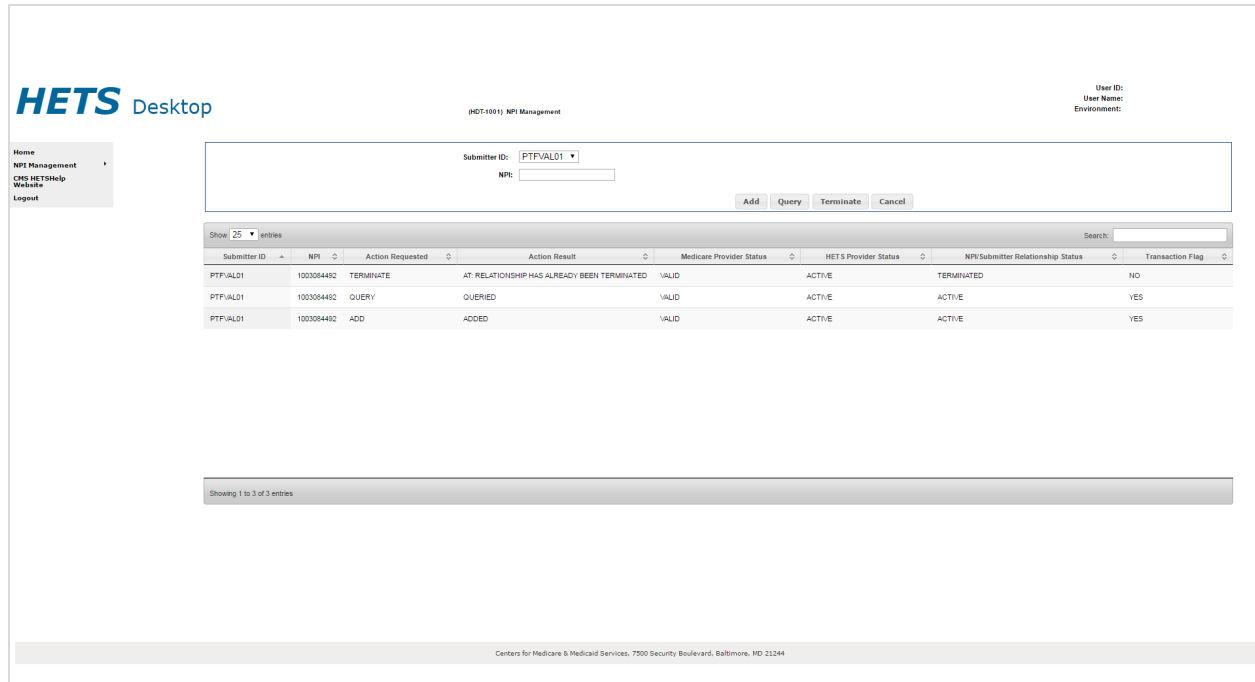 HETS Desktop
(HDT-1001) NPI Management
User ID:
User Name:
Environment:
Home
NPI Management
CMS HETSHelp
Website
Logout
Submitter ID: PTFVAL01
NPI:
Add Query Terminate Cancel
Show 25 entries Search:
Submitter ID NPI Action Requested Action Result Medicare Provider Status HETS Provider Status NPI/Submitter Relationship Status Transaction Flag
PTFVAL01 1003084492 TERMINATE AT: RELATIONSHIP HAS ALREADY BEEN TERMINATED VALID ACTIVE TERMINATED NO
PTFVAL01 1003084492 QUERY QUERIED VALID ACTIVE ACTIVE YES
PTFVAL01 1003084492 ADD ADDED VALID ACTIVE ACTIVE YES
Showing 1 to 3 of 3 entries
Centers for Medicare & Medicaid Services, 7500 Security Boulevard, Baltimore, MD 21244